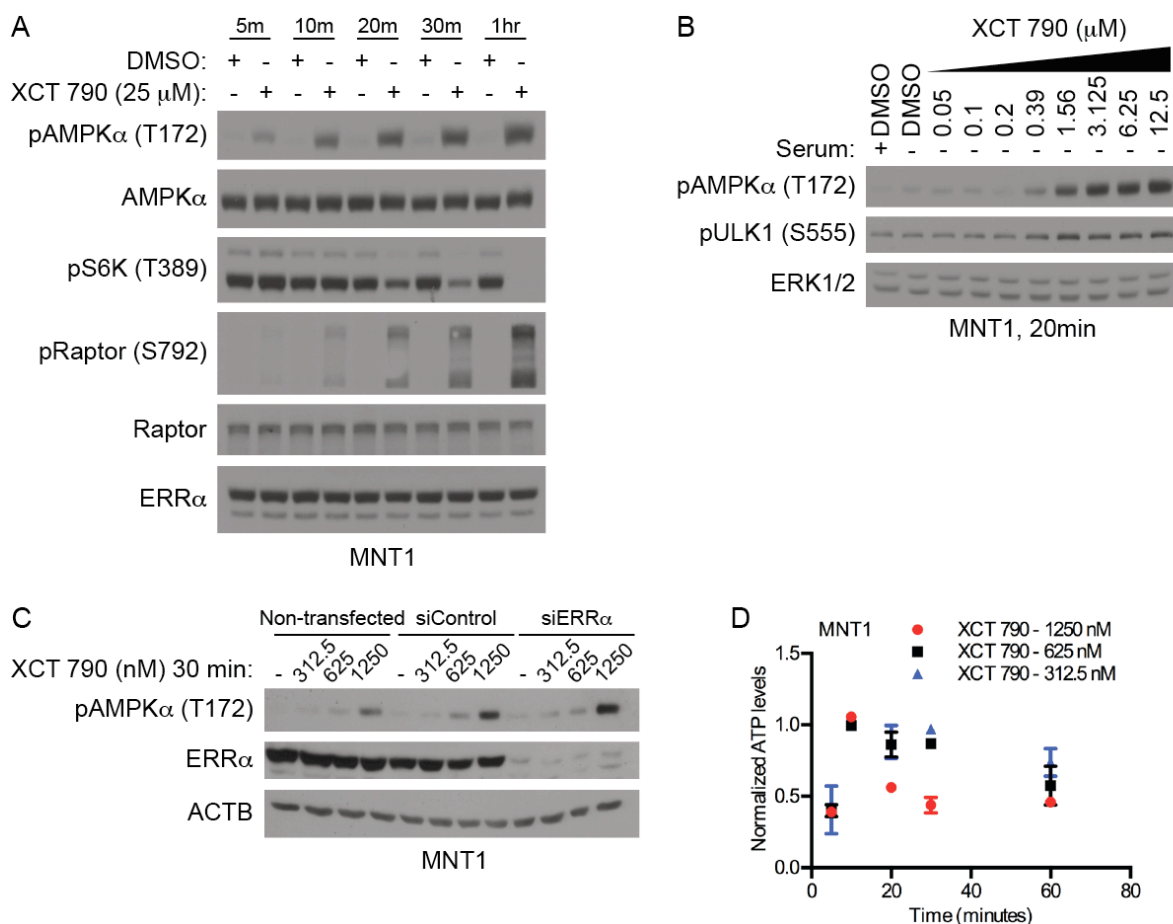 A
5m 10m 20m 30m 1hr
DMSO: + - + - + - + - + -
XCT 790 (25 μM): - + - + - + - + - +
pAMPKα (T172)
AMPKα
pS6K (T389)
pRaptor (S792)
Raptor
ERRα
MNT1
B
XCT 790 (μM)
DMSO DMSO 0.05 0.1 0.2 0.39 1.56 3.125 6.25 12.5
Serum: + - - - - - - - - -
pAMPKα (T172)
pULK1 (S555)
ERK1/2
MNT1, 20min
C
Non-transfected siControl siERRα
XCT 790 (nM) 30 min: - 312.5 625 1250 - 312.5 625 1250 - 312.5 625 1250
pAMPKα (T172)
ERRα
ACTB
MNT1
D
MNT1
XCT 790 - 1250 nM
XCT 790 - 625 nM
XCT 790 - 312.5 nM
Normalized ATP levels
1.5
1.0
0.5
0.0
0 20 40 60 80
Time (minutes)